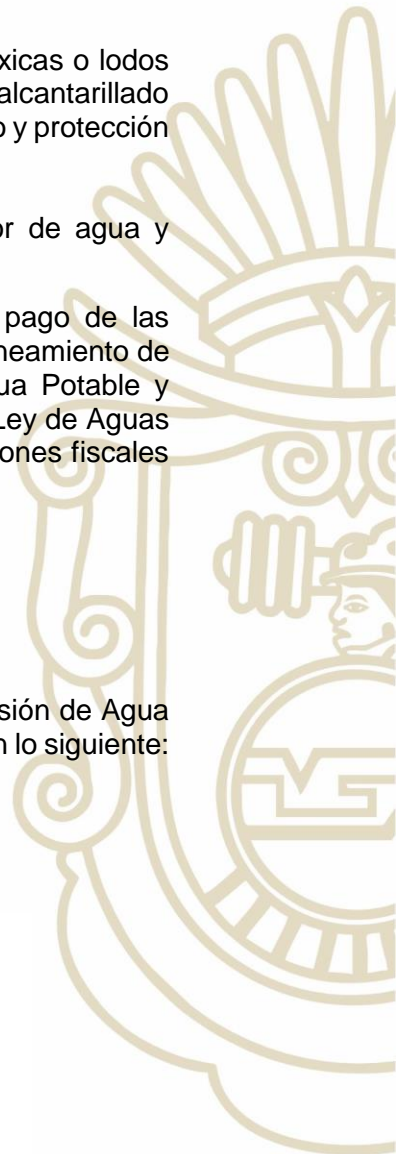 xicas o lodos
alcantarillado
o y protección
or de agua y
pago de las
neamiento de
ua Potable y
Ley de Aguas
ones fiscales
sión de Agua
n lo siguiente: